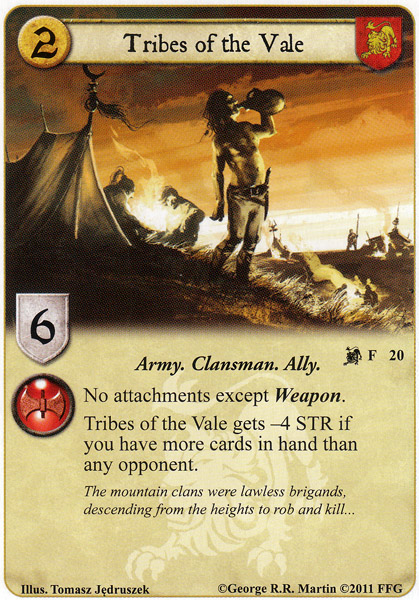 2
Tribes of the Vale
6
F 20
Army. Clansman. Ally.
No attachments except Weapon.
Tribes of the Vale gets –4 STR if
you have more cards in hand than
any opponent.
The mountain clans were lawless brigands,
descending from the heights to rob and kill...
Illus. Tomasz Jędruszek ©George R.R. Martin ©2011 FFG